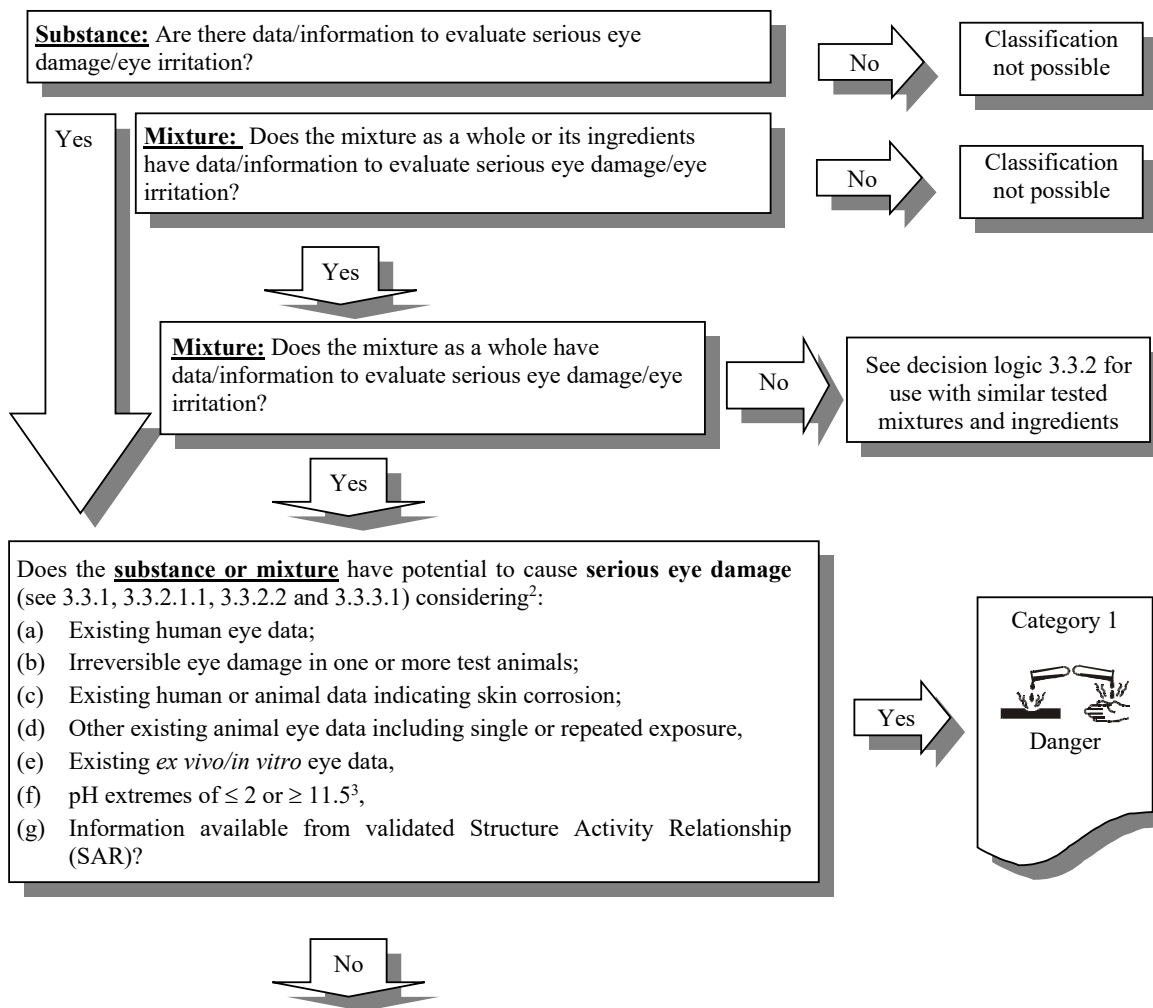 Substance: Are there data/information to evaluate serious eye
damage/eye irritation?
No
Classification
not possible
Yes
Mixture: Does the mixture as a whole or its ingredients
have data/information to evaluate serious eye damage/eye
irritation?
No
Classification
not possible
Yes
Mixture: Does the mixture as a whole have
data/information to evaluate serious eye damage/eye
irritation?
No
See decision logic 3.3.2 for
use with similar tested
mixtures and ingredients
Yes
Does the substance or mixture have potential to cause serious eye damage
(see 3.3.1, 3.3.2.1.1, 3.3.2.2 and 3.3.3.1) considering²:
(a) Existing human eye data;
(b) Irreversible eye damage in one or more test animals;
(c) Existing human or animal data indicating skin corrosion;
(d) Other existing animal eye data including single or repeated exposure,
(e) Existing ex vivo/in vitro eye data,
(f) pH extremes of ≤ 2 or ≥ 11.5³,
(g) Information available from validated Structure Activity Relationship
(SAR)?
Yes
Category 1
Danger
No